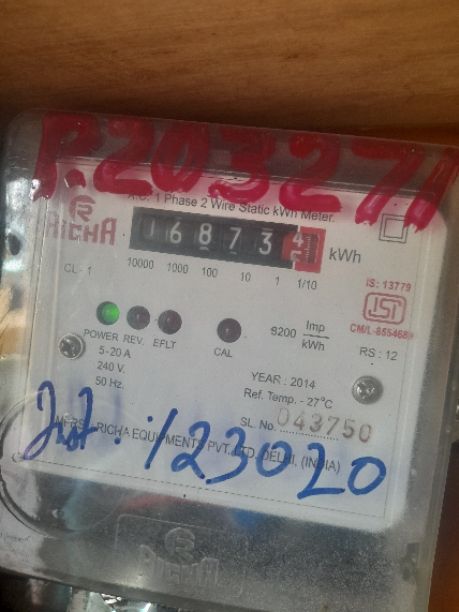 P.203271
A.C. 1 Phase 2 Wire Static kWh Meter.
RICHA
16873 4 kWh
CL - 1 10000 1000 100 10 1 1/10
IS: 13779
ISI
CM/L-8554689
POWER REV. EFLT CAL 3200 Imp/kWh
RS : 12
5-20 A
240 V.
50 Hz.
YEAR : 2014
Ref. Temp. - 27°C
SL. No. 043750
MFRS. RICHA EQUIPMENTS PVT. LTD. DELHI, (INDIA)
123020
RICHA